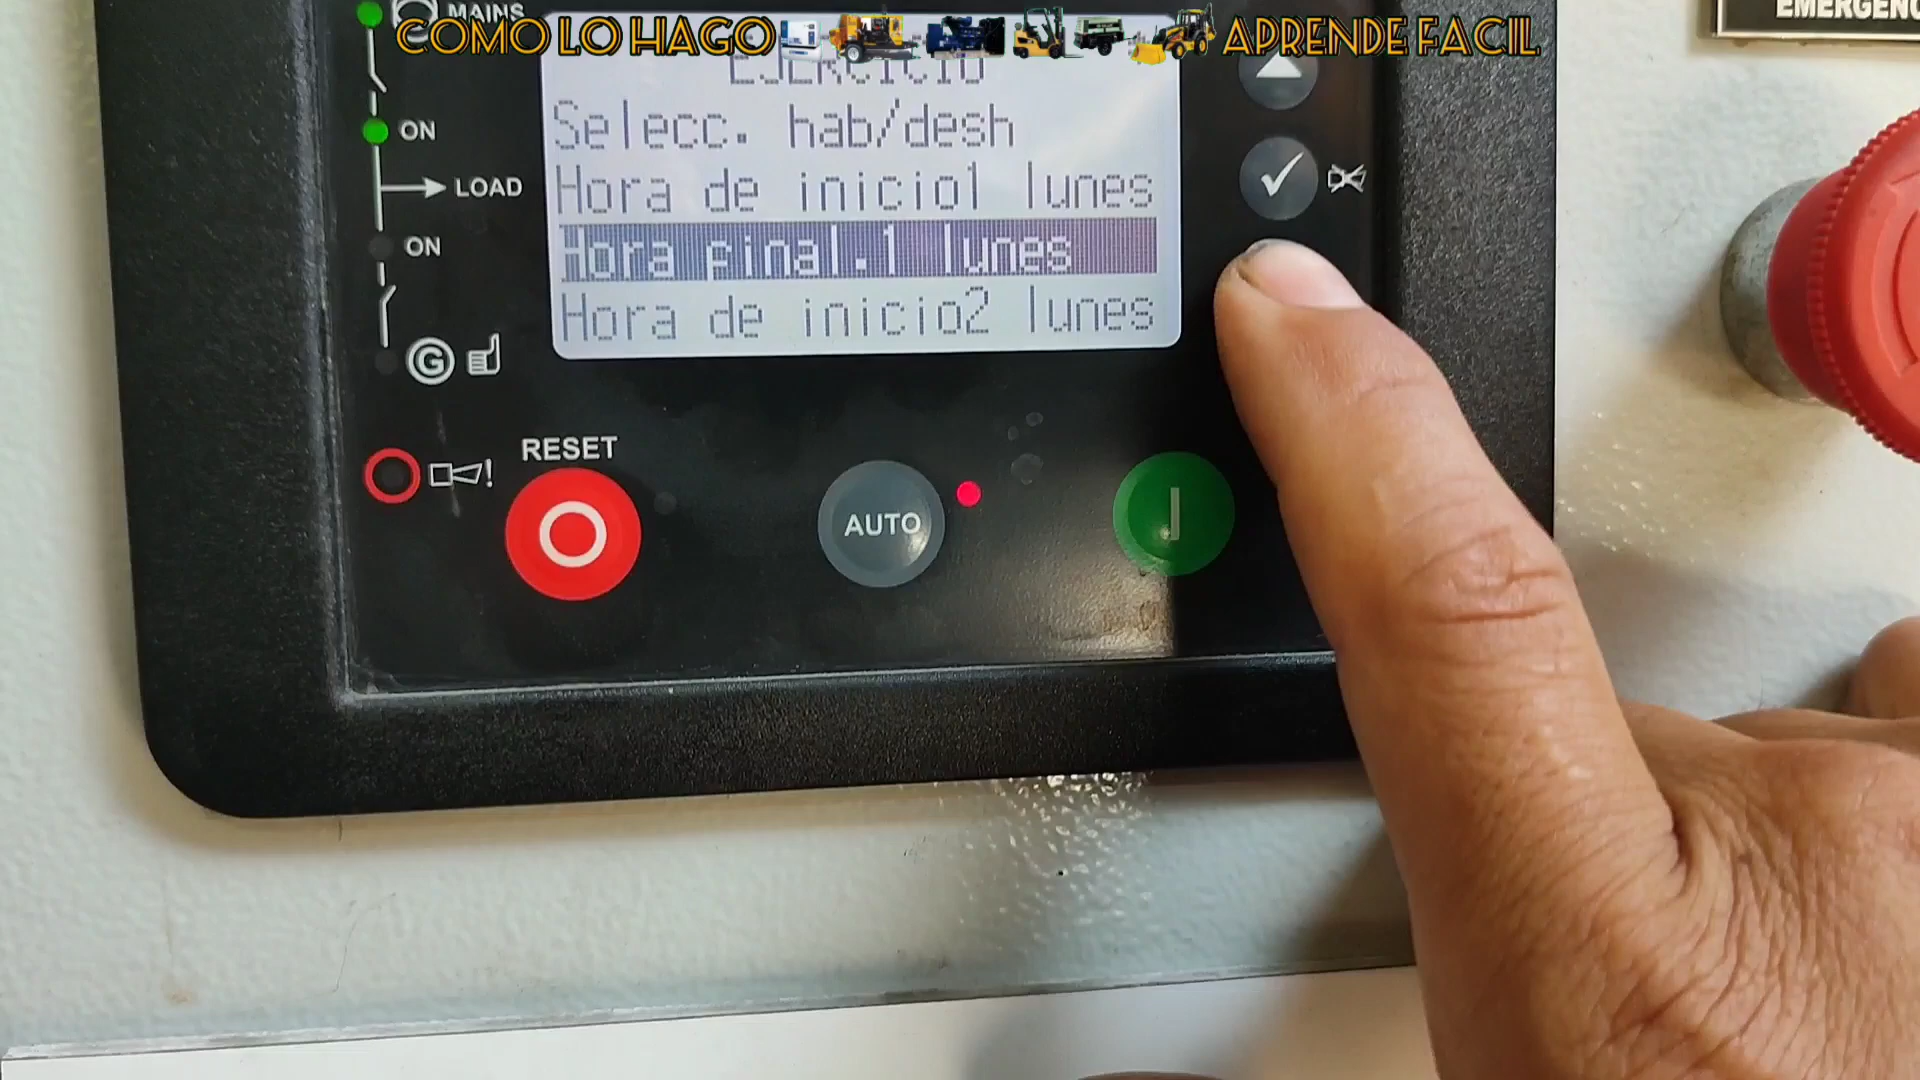 MAINS
COMO LO HAGO APRENDE FACIL
EMERGENC
EJERCICIO
Selecc. hab/desh
ON
Hora de inicio1 lunes
LOAD
Hora final.1 lunes
ON
Hora de inicio2 lunes
G
RESET
AUTO